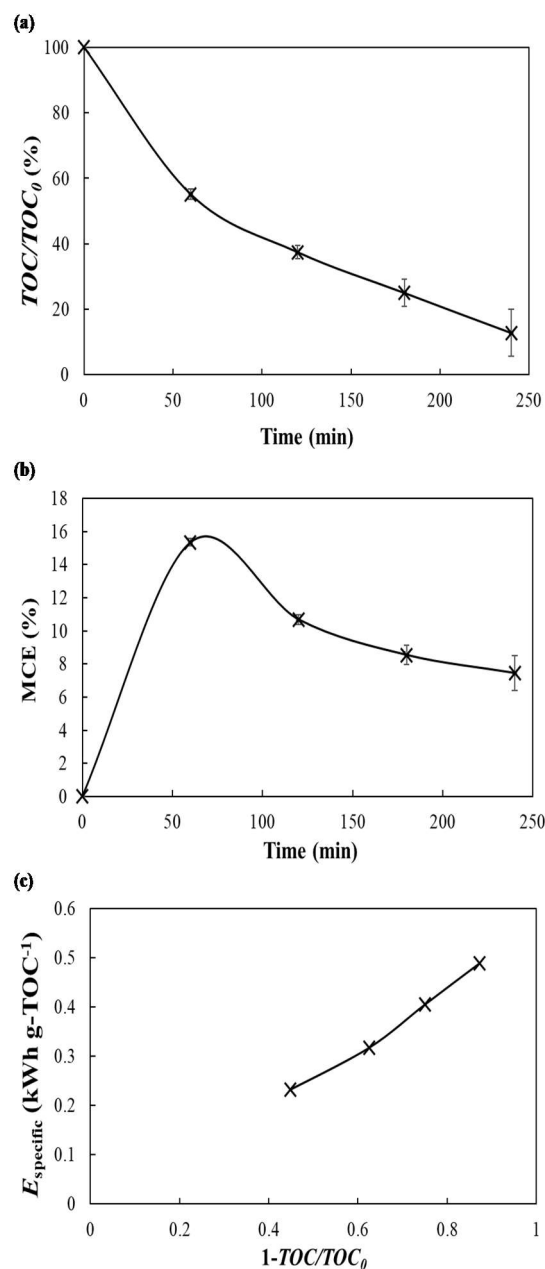 (a)
TOC/TOC₀ (%)
100
80
60
40
20
0
0 50 100 150 200 250
Time (min)
(b)
MCE (%)
18
16
14
12
10
8
6
4
2
0
0 50 100 150 200 250
Time (min)
(c)
E_specific (kWh g-TOC⁻¹)
0.6
0.5
0.4
0.3
0.2
0.1
0
0 0.2 0.4 0.6 0.8 1
1-TOC/TOC₀